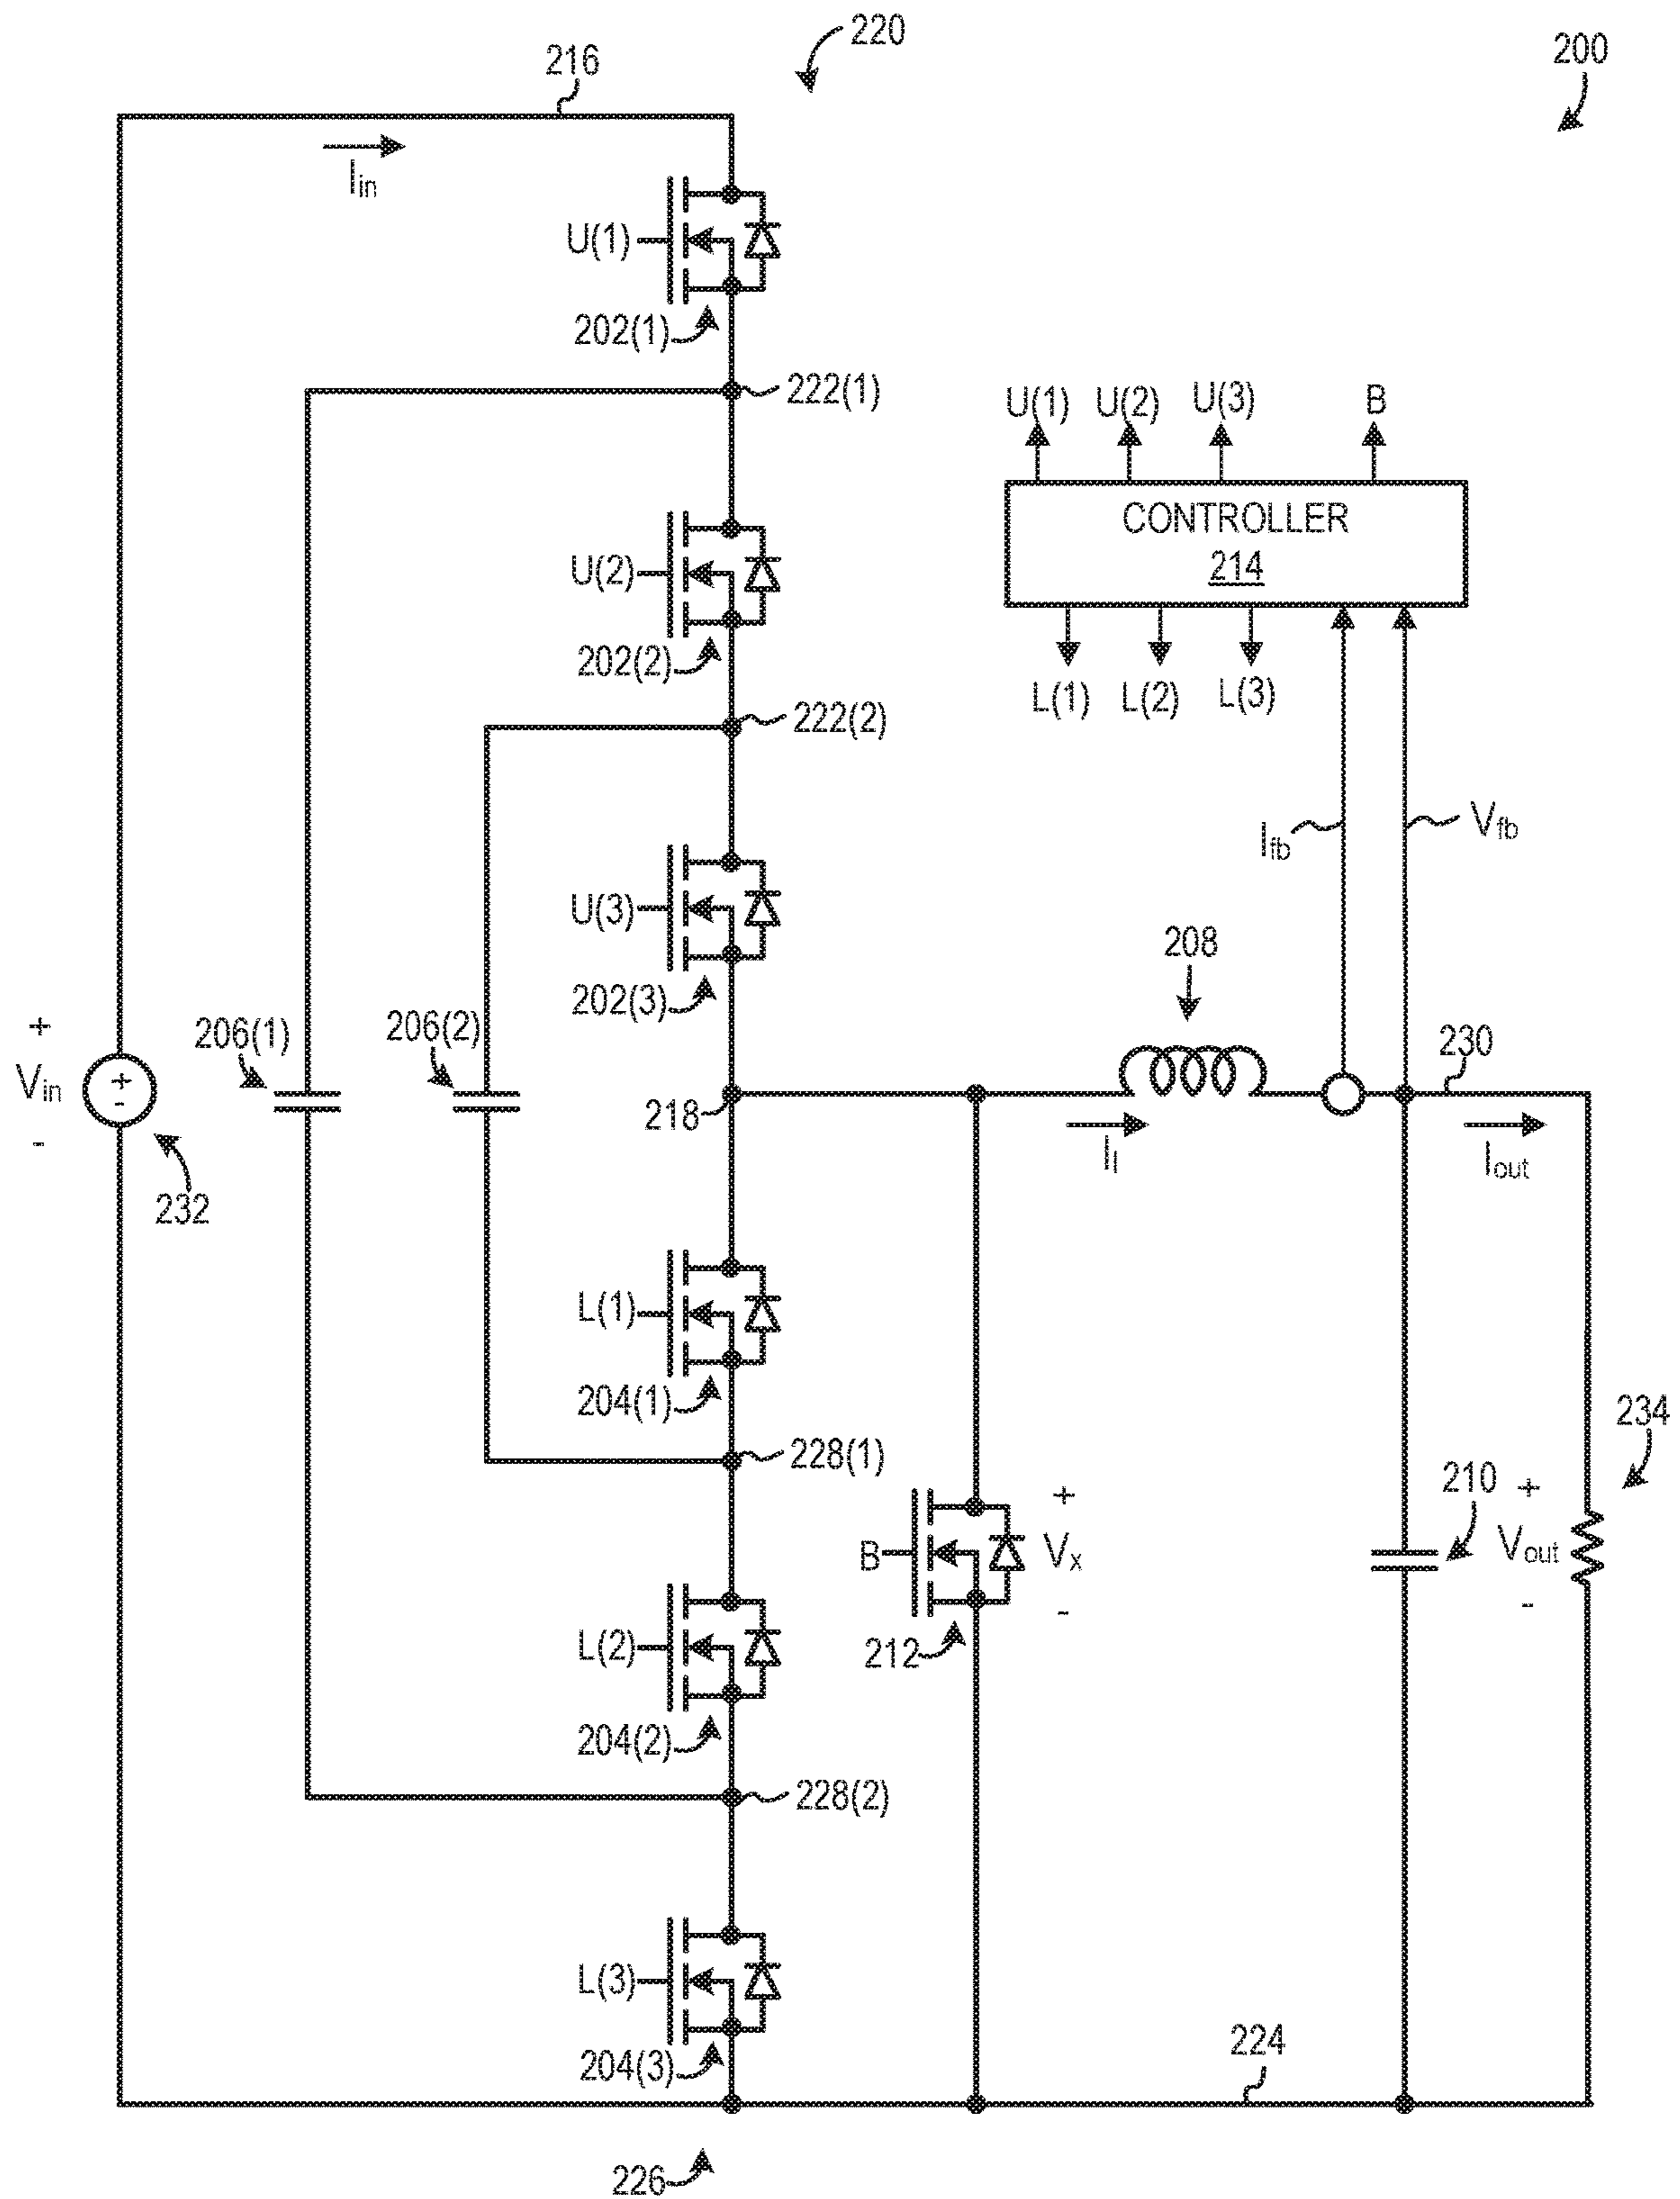 220
200
216
Iin
U(1)
202(1)
222(1)
U(1) U(2) U(3) B
CONTROLLER
214
U(2)
202(2)
L(1) L(2) L(3)
222(2)
Ifb
Vfb
U(3)
202(3)
208
+
Vin
-
+
-
232
206(1)
206(2)
218
Il
230
Iout
L(1)
204(1)
228(1)
234
210
B
+
Vx
-
212
+
Vout
-
L(2)
204(2)
228(2)
L(3)
204(3)
224
226